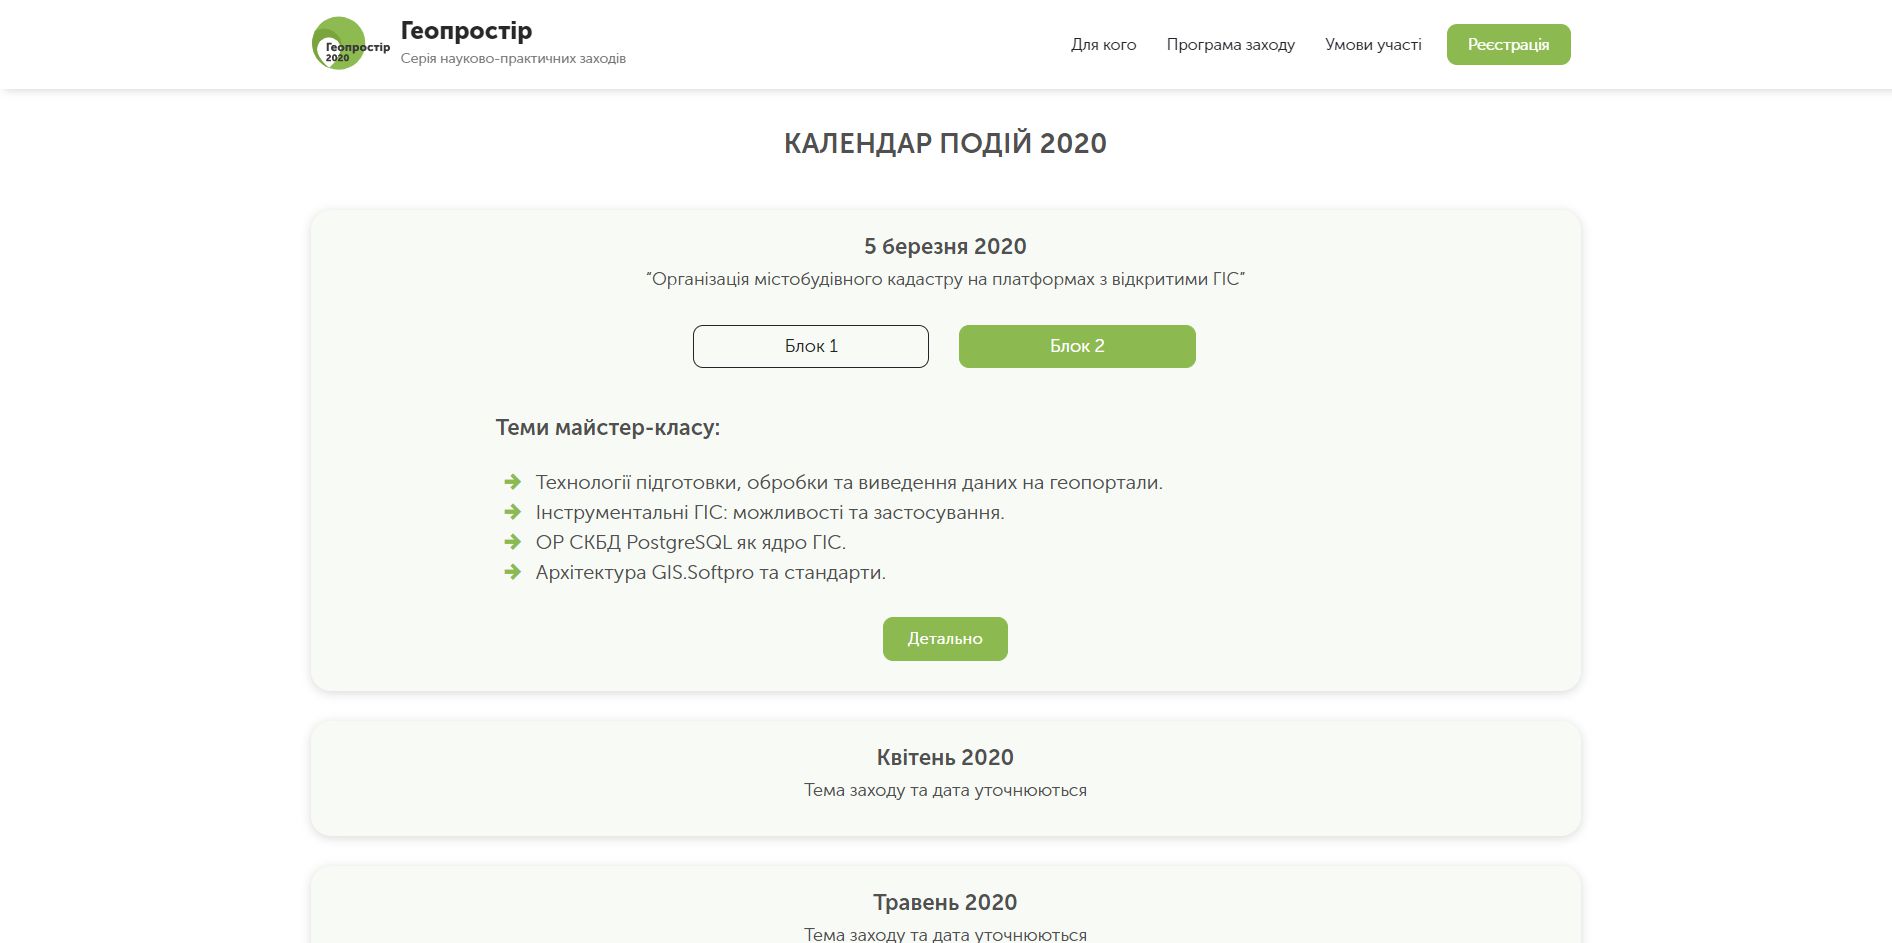 Геопростір
2020
Геопростір
Серія науково-практичних заходів
Для кого
Програма заходу
Умови участі
Реєстрація
КАЛЕНДАР ПОДІЙ 2020
5 березня 2020
“Організація містобудівного кадастру на платформах з відкритими ГІС”
Блок 1
Блок 2
Теми майстер-класу:
Технології підготовки, обробки та виведення даних на геопортали.
Інструментальні ГІС: можливості та застосування.
ОР СКБД PostgreSQL як ядро ГІС.
Архітектура GIS.Softpro та стандарти.
Детально
Квітень 2020
Тема заходу та дата уточнюються
Травень 2020
Тема заходу та дата уточнюються